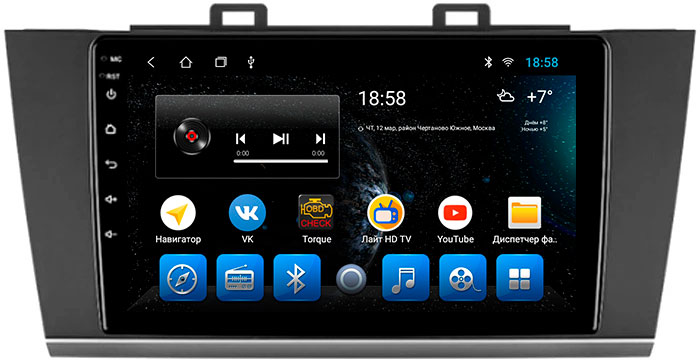 MIC
RST
18:58
18:58
+7°
Днём +8°
Ночью +5°
ЧТ, 12 мар, район Чертаново Южное, Москва
0:00
0:00
OBD
CHECK
Навигатор
VK
Torque
Лайт HD TV
YouTube
Диспетчер фа..